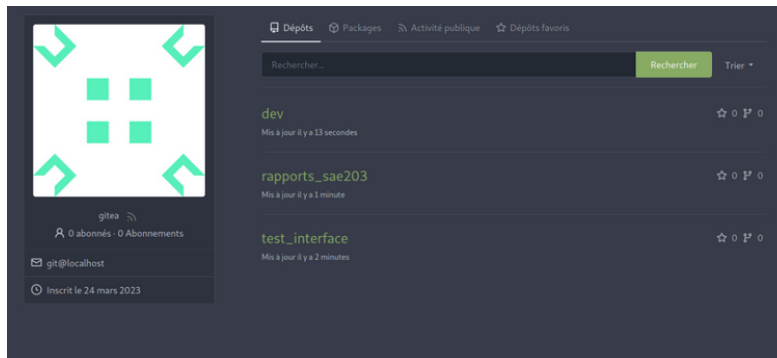 Dépôts Packages Activité publique Dépôts favoris
Rechercher... Rechercher Trier
dev 0 0
Mis à jour il y a 13 secondes
rapports_sae203 0 0
Mis à jour il y a 1 minute
test_interface 0 0
Mis à jour il y a 2 minutes
gitea
0 abonnés · 0 Abonnements
git@localhost
Inscrit le 24 mars 2023